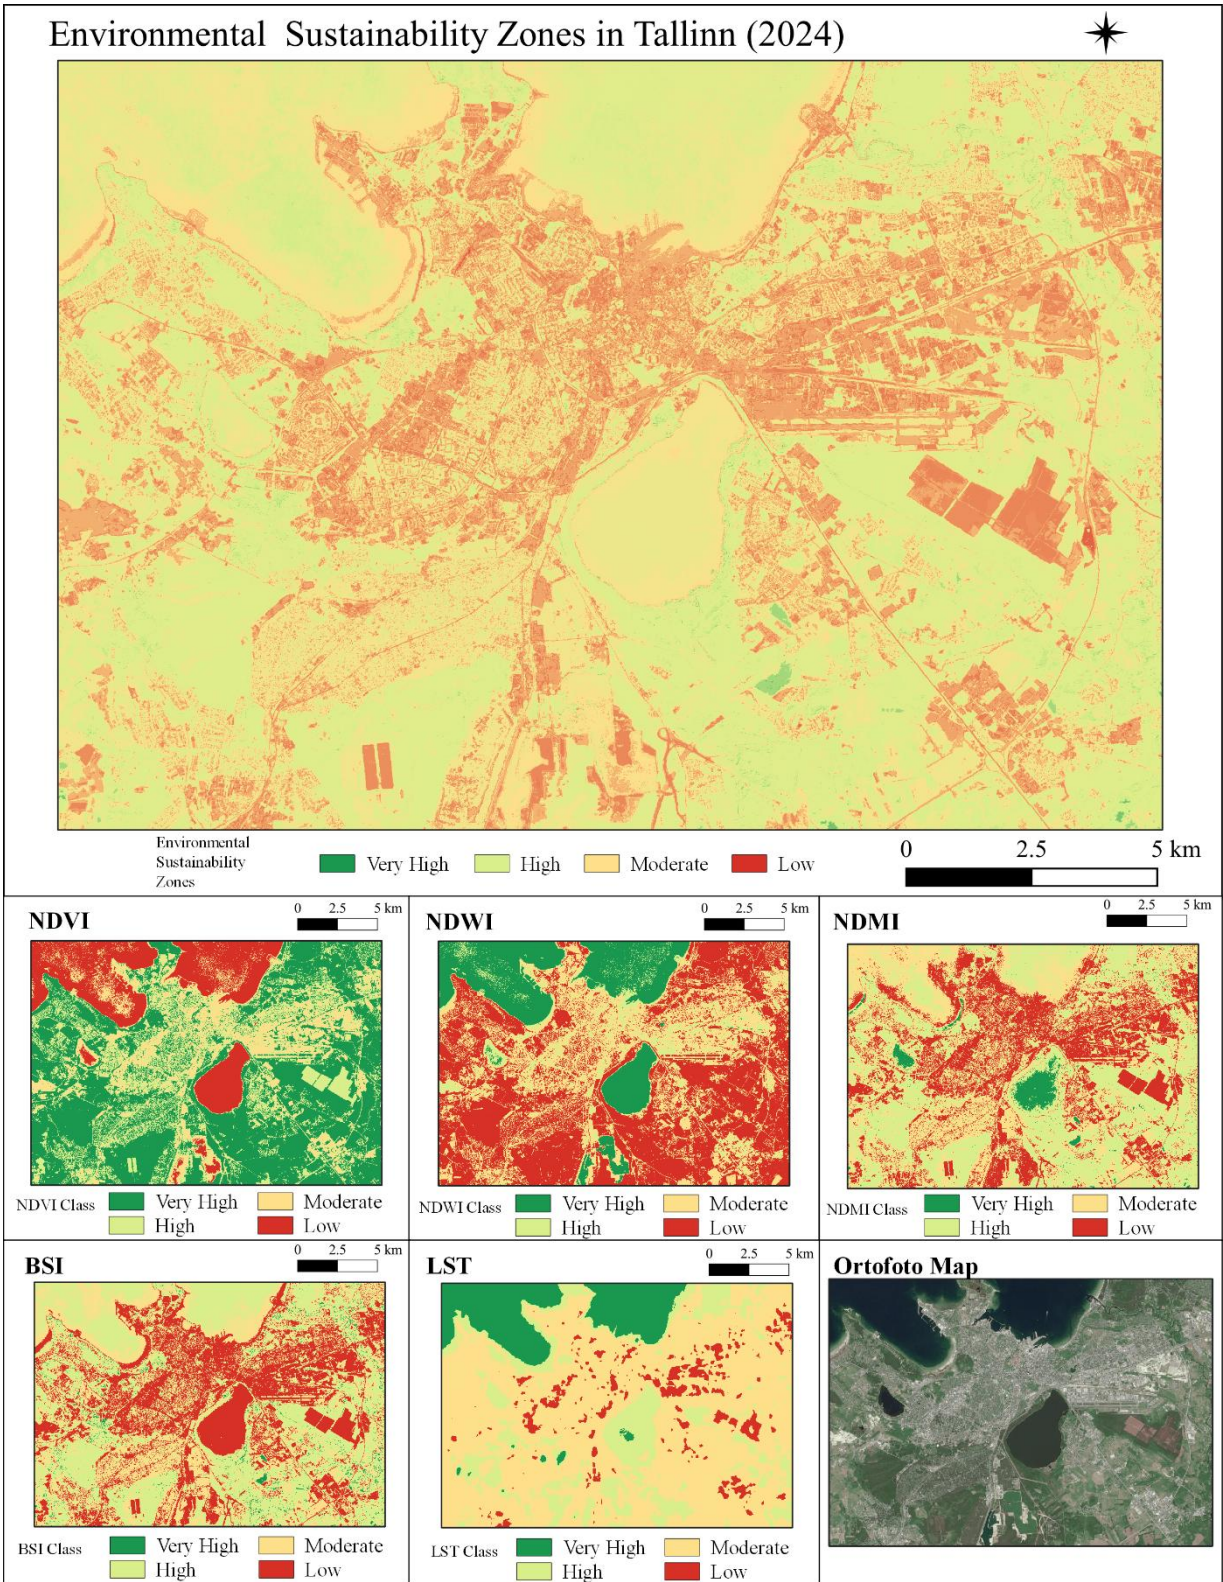 Environmental Sustainability Zones in Tallinn (2024)
Environmental
Sustainability
Zones
Very High
High
Moderate
Low
0 2.5 5 km
NDVI
0 2.5 5 km
NDVI Class
Very High
Moderate
High
Low
NDWI
0 2.5 5 km
NDWI Class
Very High
Moderate
High
Low
NDMI
0 2.5 5 km
NDMI Class
Very High
Moderate
High
Low
BSI
0 2.5 5 km
BSI Class
Very High
Moderate
High
Low
LST
0 2.5 5 km
LST Class
Very High
Moderate
High
Low
Ortofoto Map